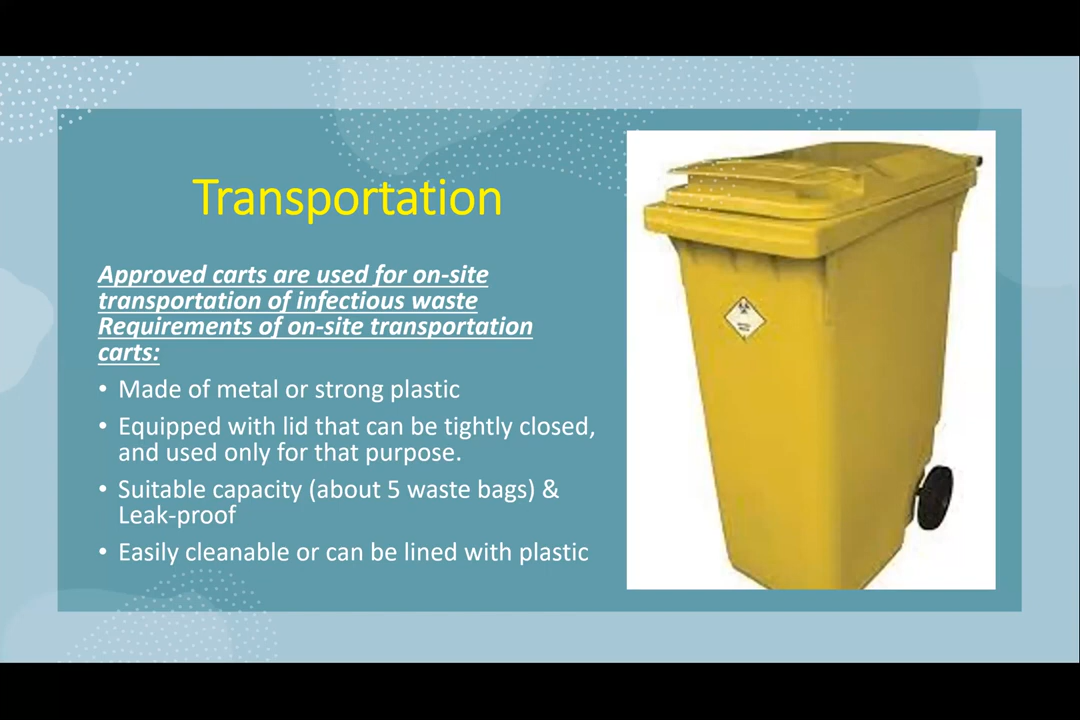 Transportation
Approved carts are used for on-site
transportation of infectious waste
Requirements of on-site transportation
carts:
• Made of metal or strong plastic
• Equipped with lid that can be tightly closed,
and used only for that purpose.
• Suitable capacity (about 5 waste bags) &
Leak-proof
• Easily cleanable or can be lined with plastic